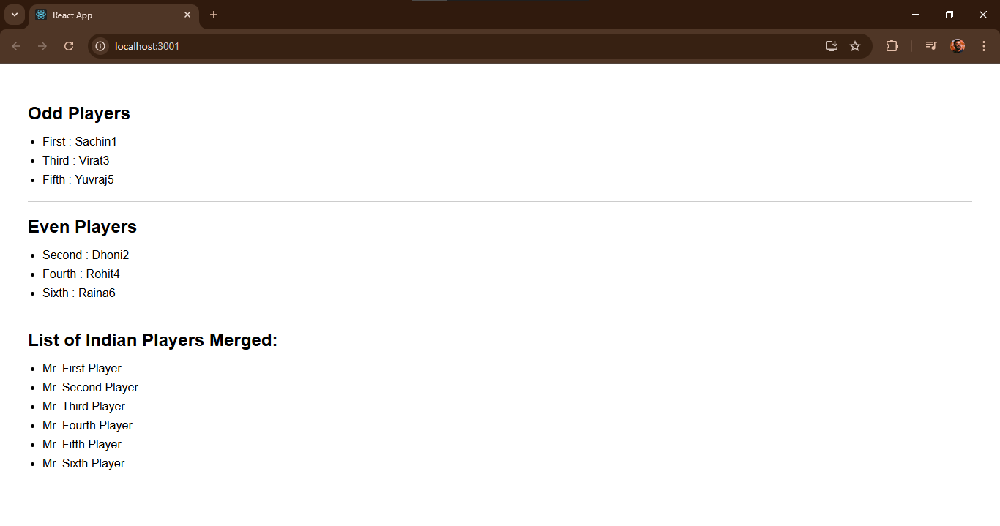 React App
localhost:3001
Odd Players
First : Sachin1
Third : Virat3
Fifth : Yuvraj5
Even Players
Second : Dhoni2
Fourth : Rohit4
Sixth : Raina6
List of Indian Players Merged:
Mr. First Player
Mr. Second Player
Mr. Third Player
Mr. Fourth Player
Mr. Fifth Player
Mr. Sixth Player